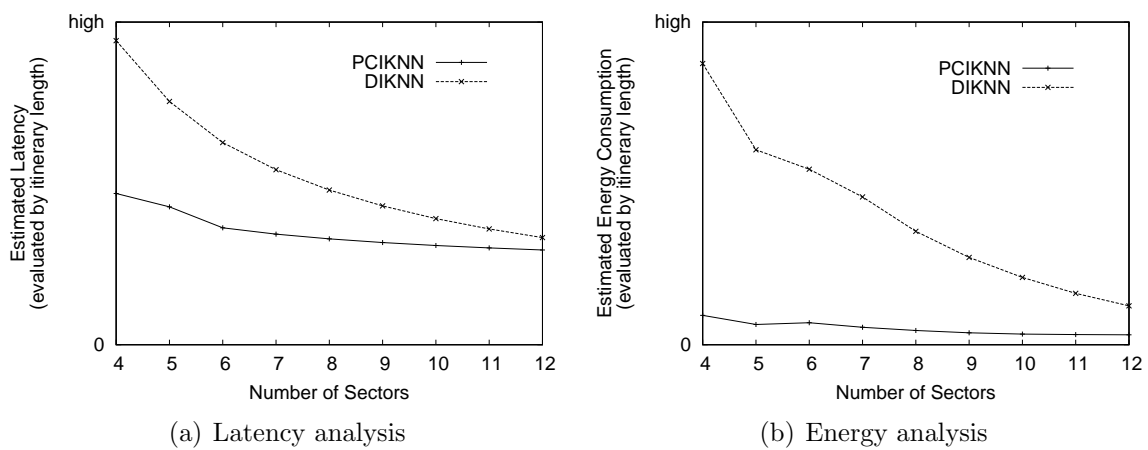 high
PCIKNN
DIKNN
Estimated Latency
(evaluated by itinerary length)
0
4 5 6 7 8 9 10 11 12
Number of Sectors
(a) Latency analysis
high
PCIKNN
DIKNN
Estimated Energy Consumption
(evaluated by itinerary length)
0
4 5 6 7 8 9 10 11 12
Number of Sectors
(b) Energy analysis